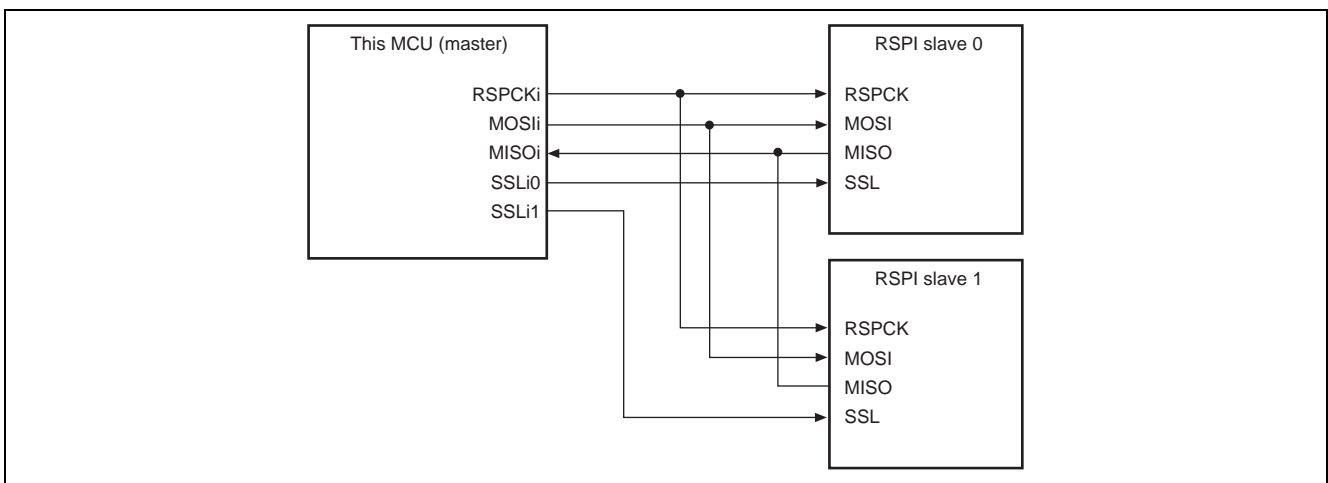 This MCU (master)
RSPCKi
MOSIi
MISOi
SSLi0
SSLi1
RSPI slave 0
RSPCK
MOSI
MISO
SSL
RSPI slave 1
RSPCK
MOSI
MISO
SSL